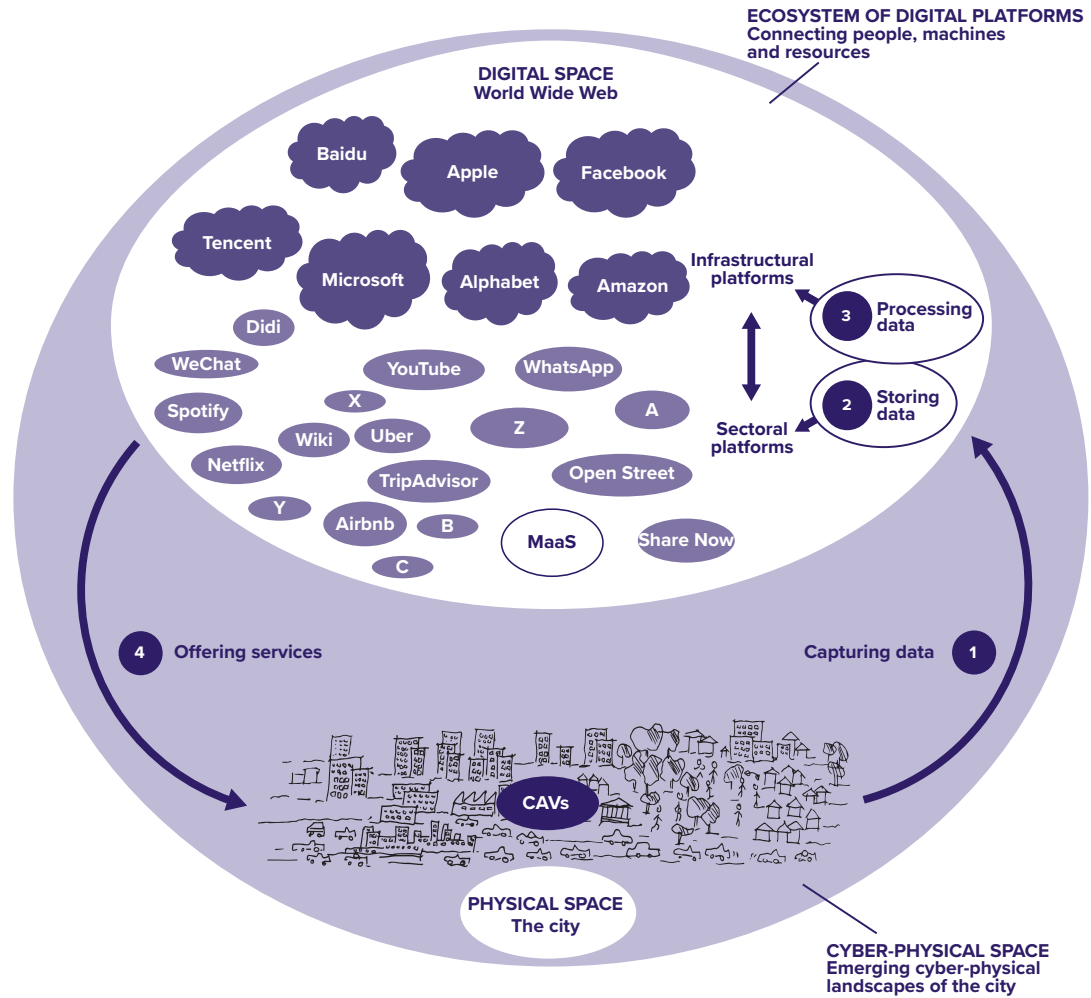 ECOSYSTEM OF DIGITAL PLATFORMS
Connecting people, machines
and resources
DIGITAL SPACE
World Wide Web
Baidu
Apple
Facebook
Tencent
Microsoft
Alphabet
Amazon
Infrastructural
platforms
3
Processing
data
Didi
WeChat
YouTube
WhatsApp
Spotify
X
A
2
Storing
data
Wiki
Uber
Z
Sectoral
platforms
Netflix
TripAdvisor
Open Street
Y
Airbnb
B
MaaS
Share Now
C
4
Offering services
Capturing data
1
CAVs
PHYSICAL SPACE
The city
CYBER-PHYSICAL SPACE
Emerging cyber-physical
landscapes of the city